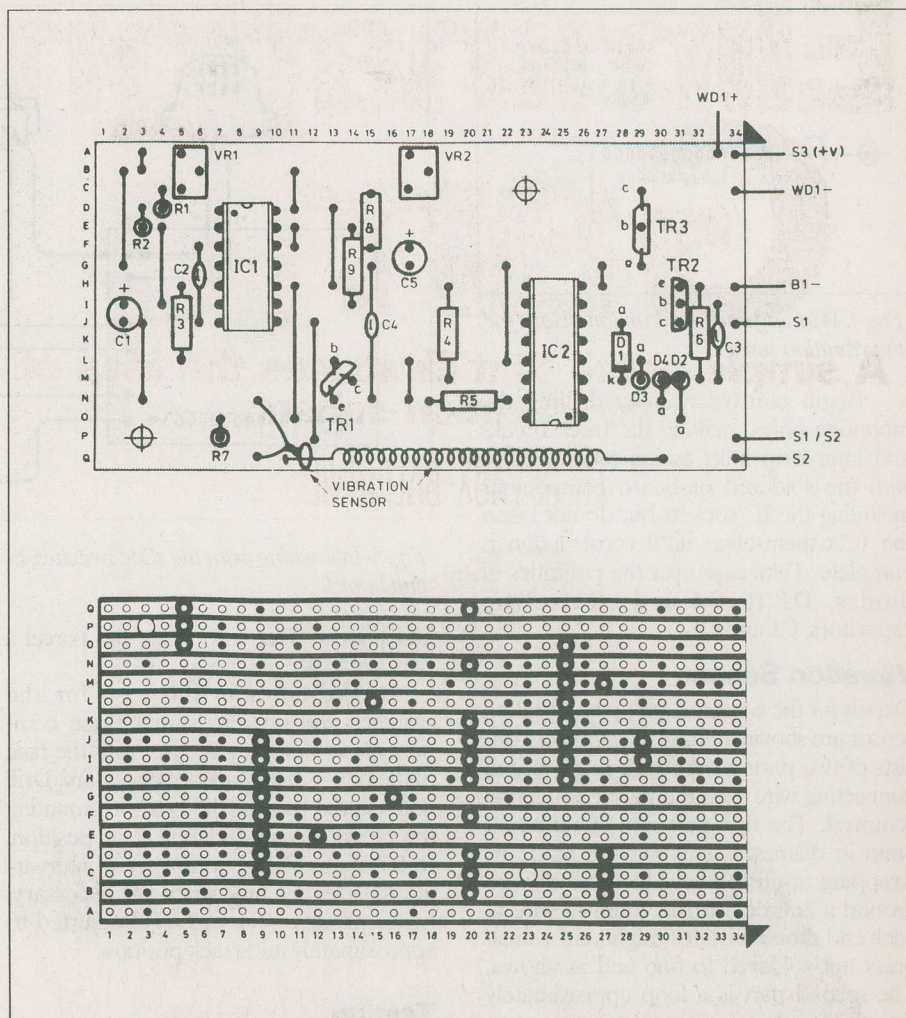 WD1+
1 2 3 4 5 6 7 8 9 10 11 12 13 14 15 16 17 18 19 20 21 22 23 24 25 26 27 28 29 30 31 32 34
A
B
C
D
E
F
G
H
I
J
K
L
M
N
O
P
Q
VR1
VR2
S3 (+V)
WD1-
B1-
S1
S1 / S2
S2
R1
R2
C2
IC1
C1
R3
R8
R9
C5
C4
R4
R5
R7
b
c
e
TR1
IC2
c
b
e
TR3
TR2
e
b
c
R6
C3
a
D1
k
a
D3
D4 D2
a
a
VIBRATION
SENSOR
Q
P
O
N
M
L
K
J
I
H
G
F
E
D
C
B
A
1 2 3 4 5 6 7 8 9 10 11 12 13 14 15 16 17 18 19 20 21 22 23 24 25 26 27 28 29 30 31 32 33 34